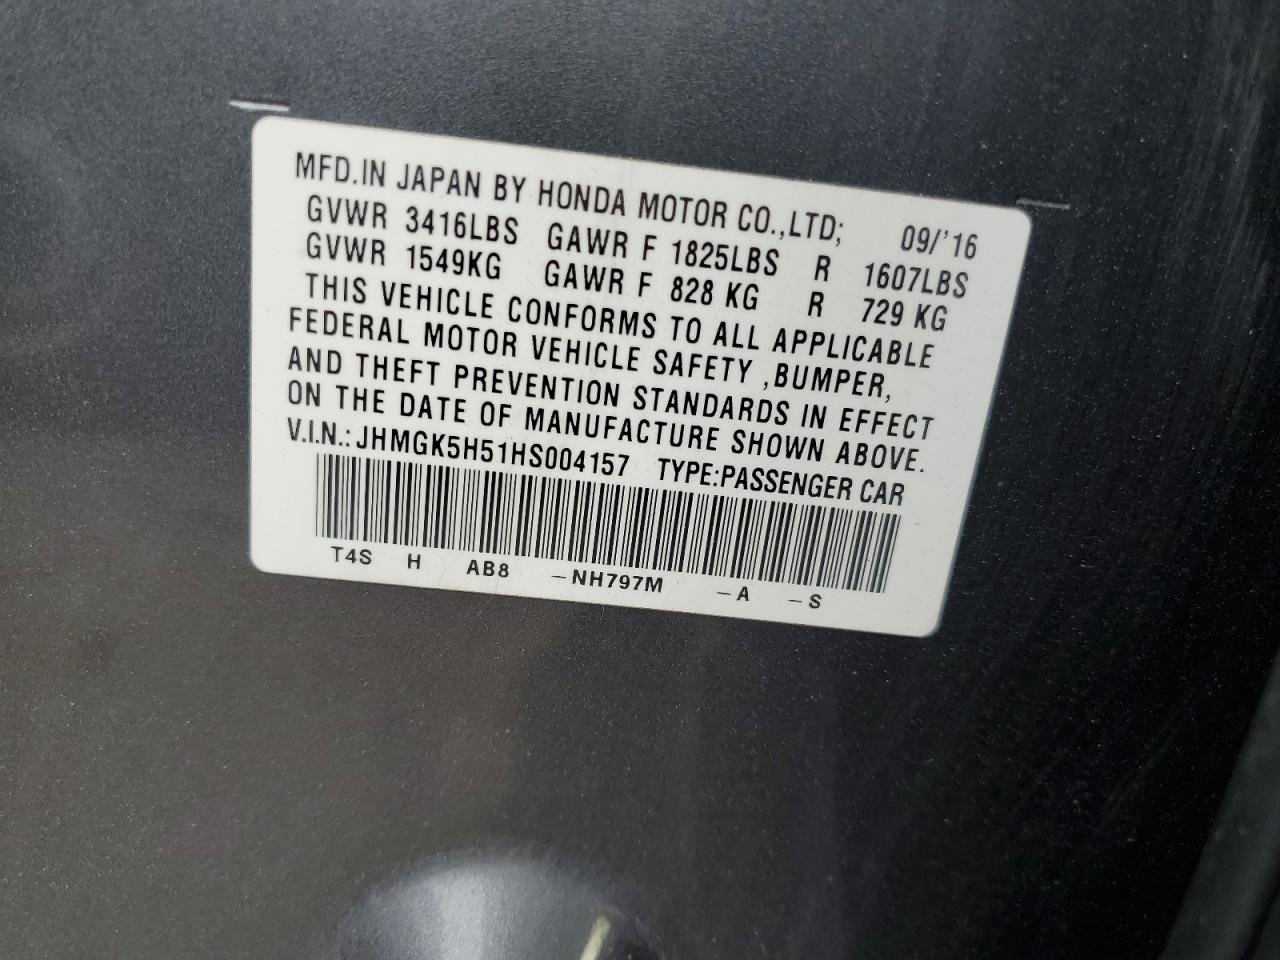 MFD.IN JAPAN BY HONDA MOTOR CO.,LTD; 09/'16
GVWR 3416LBS GAWR F 1825LBS R 1607LBS
GVWR 1549KG GAWR F 828 KG R 729 KG
THIS VEHICLE CONFORMS TO ALL APPLICABLE
FEDERAL MOTOR VEHICLE SAFETY ,BUMPER,
AND THEFT PREVENTION STANDARDS IN EFFECT
ON THE DATE OF MANUFACTURE SHOWN ABOVE.
V.I.N.: JHMGK5H51HS004157 TYPE:PASSENGER CAR
T4S H AB8 -NH797M -A -S